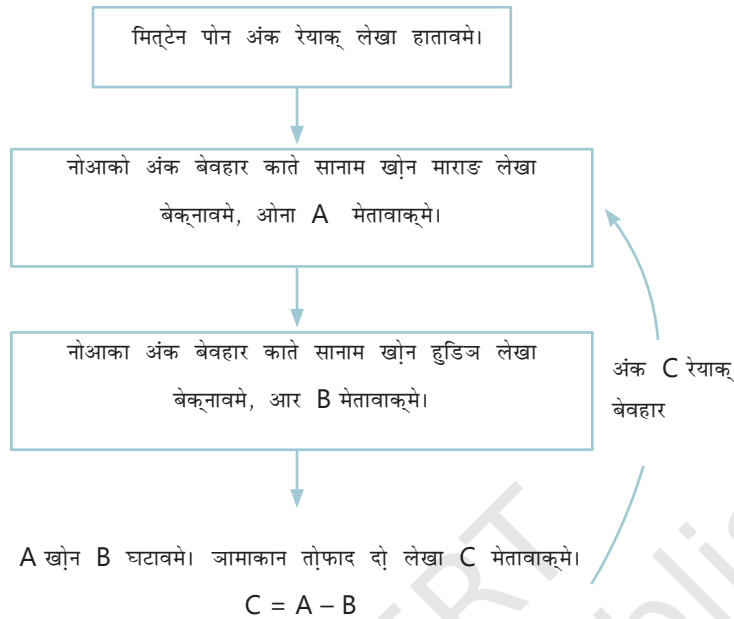 मित्‌टेन पोन अंक रेयाक् लेखा हातावमे।
नोआको अंक बेवहार काते सानाम खो़न माराङ लेखा
बेक्‌नावमे, ओना A मेतावाक्‌मे।
नोआका अंक बेवहार काते सानाम खो़न हुडिञ लेखा
बेक्‌नावमे, आर B मेतावाक्‌मे।
अंक C रेयाक्
बेवहार
A खो़न B घटावमे। ञामाकान तो़फाद दो़ लेखा C मेतावाक्‌मे।
C = A – B